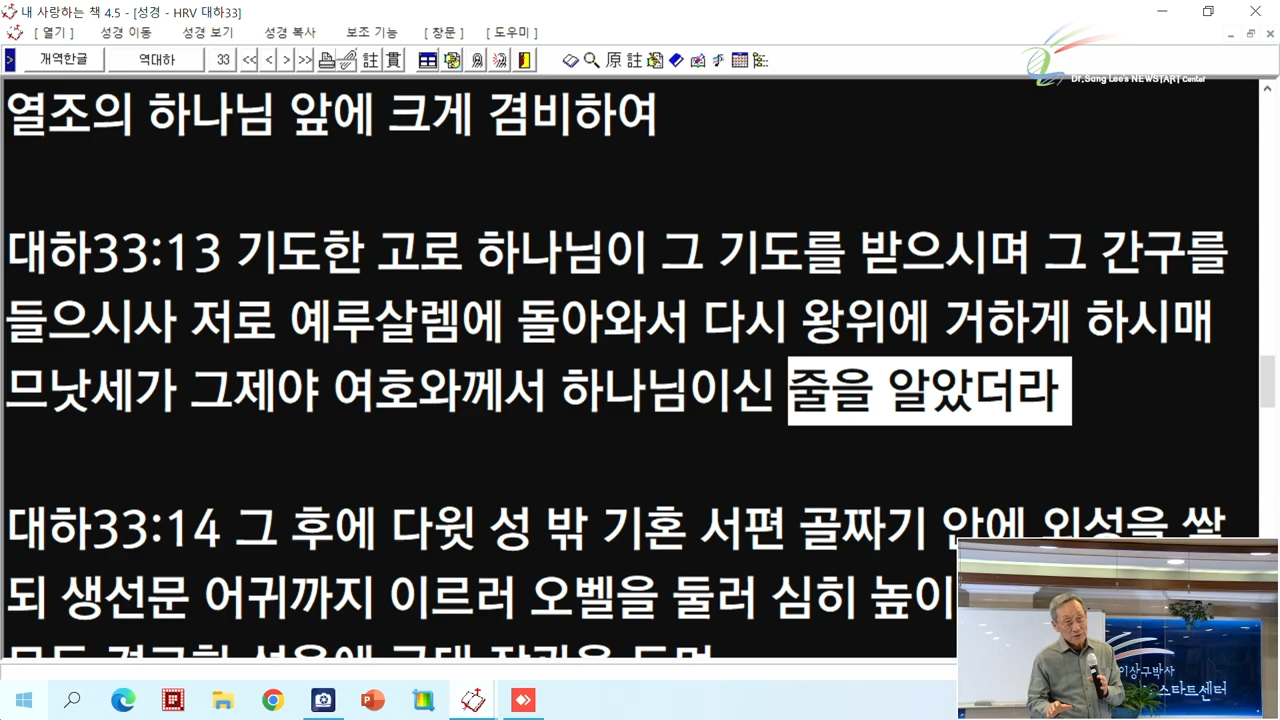 내 사랑하는 책 4.5 - [성경 - HRV 대하33]
[ 열기 ] 성경 이동 성경 보기 성경 복사 보조 기능 [ 창문 ] [ 도우미 ]
개역한글 역대하 33 << < > >> 註 貫 原 註
Dr.Sang Lee's NEWSTART Center
열조의 하나님 앞에 크게 겸비하여
대하33:13 기도한 고로 하나님이 그 기도를 받으시며 그 간구를
들으시사 저로 예루살렘에 돌아와서 다시 왕위에 거하게 하시매
므낫세가 그제야 여호와께서 하나님이신 줄을 알았더라
대하33:14 그 후에 다윗 성 밖 기혼 서편 골짜기 안에 외성을 쌓
되 생선문 어귀까지 이르러 오벨을 둘러 심히 높이
이상구박사
스타트센터